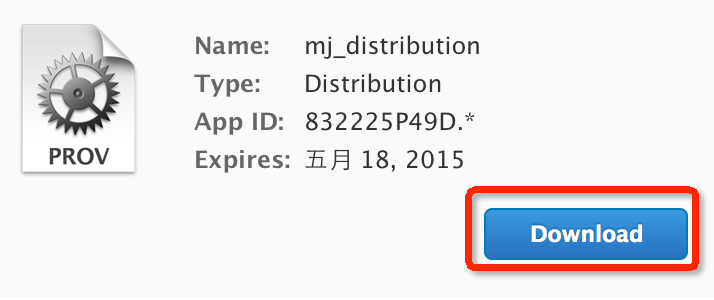 PROV
Name: mj_distribution
Type: Distribution
App ID: 832225P49D.*
Expires: 五月 18, 2015
Download